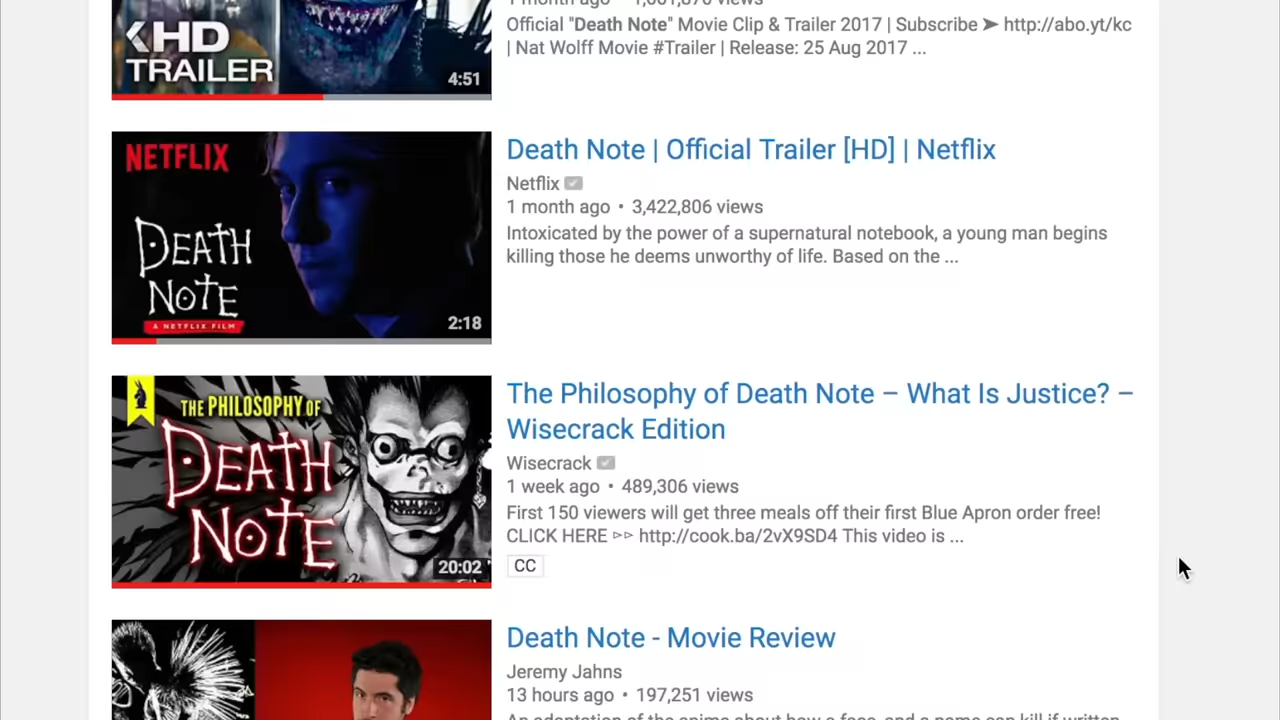 Official "Death Note" Movie Clip & Trailer 2017 | Subscribe ➤ http://abo.yt/kc
| Nat Wolff Movie #Trailer | Release: 25 Aug 2017 ...
HD
TRAILER
4:51
NETFLIX
DEATH
NOTE
A NETFLIX FILM
2:18
Death Note | Official Trailer [HD] | Netflix
Netflix
1 month ago • 3,422,806 views
Intoxicated by the power of a supernatural notebook, a young man begins
killing those he deems unworthy of life. Based on the ...
THE PHILOSOPHY OF
DEATH
NOTE
20:02
The Philosophy of Death Note – What Is Justice? –
Wisecrack Edition
Wisecrack
1 week ago • 489,306 views
First 150 viewers will get three meals off their first Blue Apron order free!
CLICK HERE ▹▹ http://cook.ba/2vX9SD4 This video is ...
CC
Death Note - Movie Review
Jeremy Jahns
13 hours ago • 197,251 views